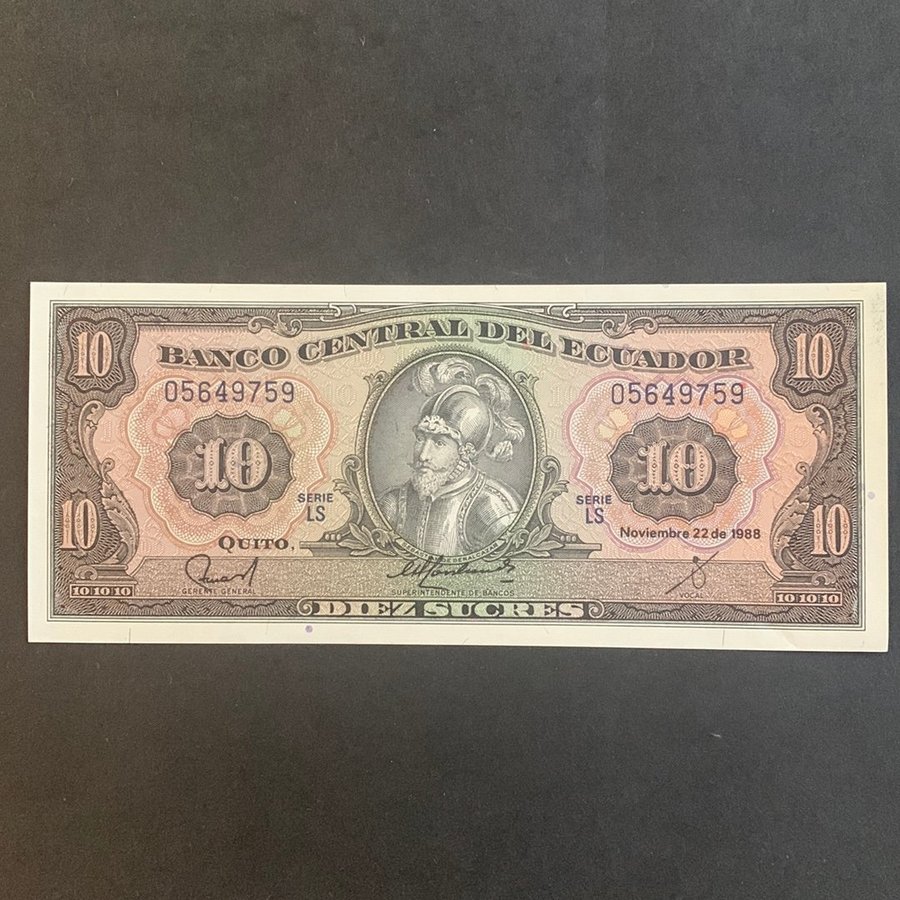 BANCO CENTRAL DEL ECUADOR
10 10
05649759 05649759
10 10
SERIE LS SERIE LS
10 10
QUITO, Noviembre 22 de 1988
GERENTE GENERAL SUPERINTENDENTE DE BANCOS VOCAL
10 10 10 DIEZ SUCRES 10 10 10